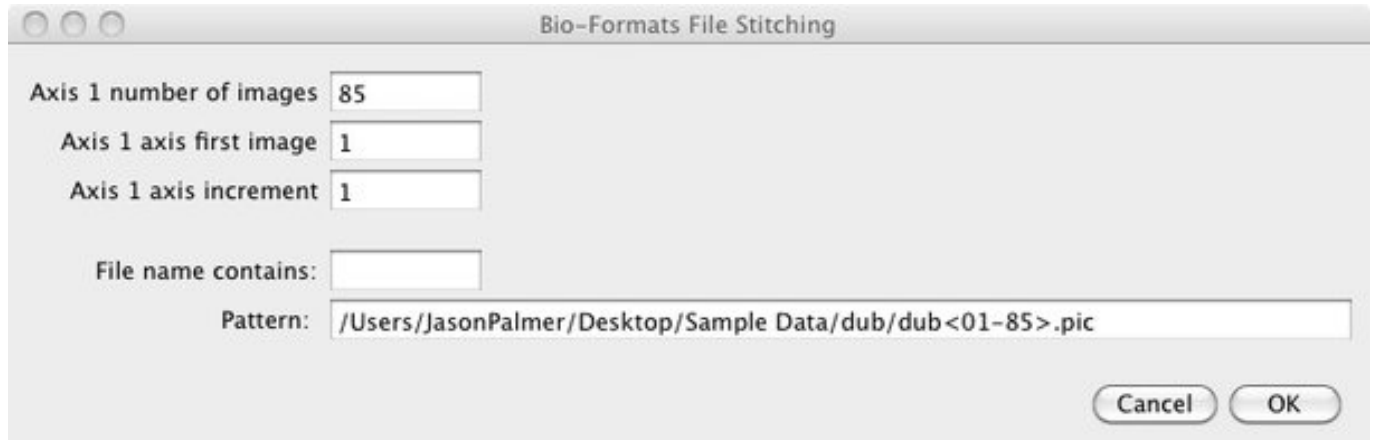 Bio-Formats File Stitching
Axis 1 number of images 85
Axis 1 axis first image 1
Axis 1 axis increment 1
File name contains:
Pattern: /Users/JasonPalmer/Desktop/Sample Data/dub/dub<01-85>.pic
Cancel OK